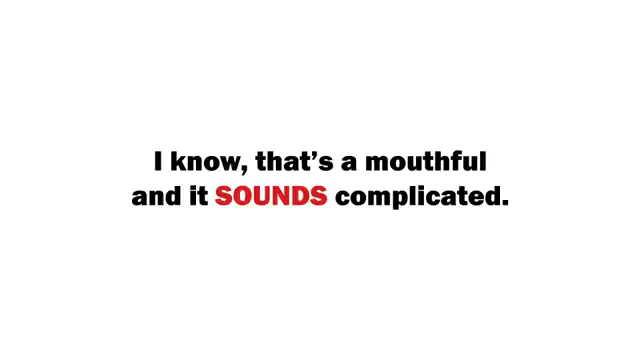 I know, that’s a mouthful
and it SOUNDS complicated.